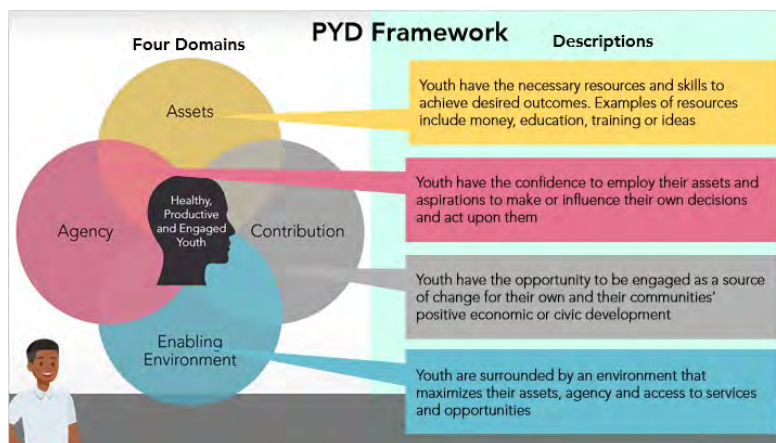 PYD Framework
Four Domains
Descriptions
Assets
Agency
Healthy,
Productive
and Engaged
Youth
Contribution
Enabling
Environment
Youth have the necessary resources and skills to
achieve desired outcomes. Examples of resources
include money, education, training or ideas
Youth have the confidence to employ their assets and
aspirations to make or influence their own decisions
and act upon them
Youth have the opportunity to be engaged as a source
of change for their own and their communities'
positive economic or civic development
Youth are surrounded by an environment that
maximizes their assets, agency and access to services
and opportunities